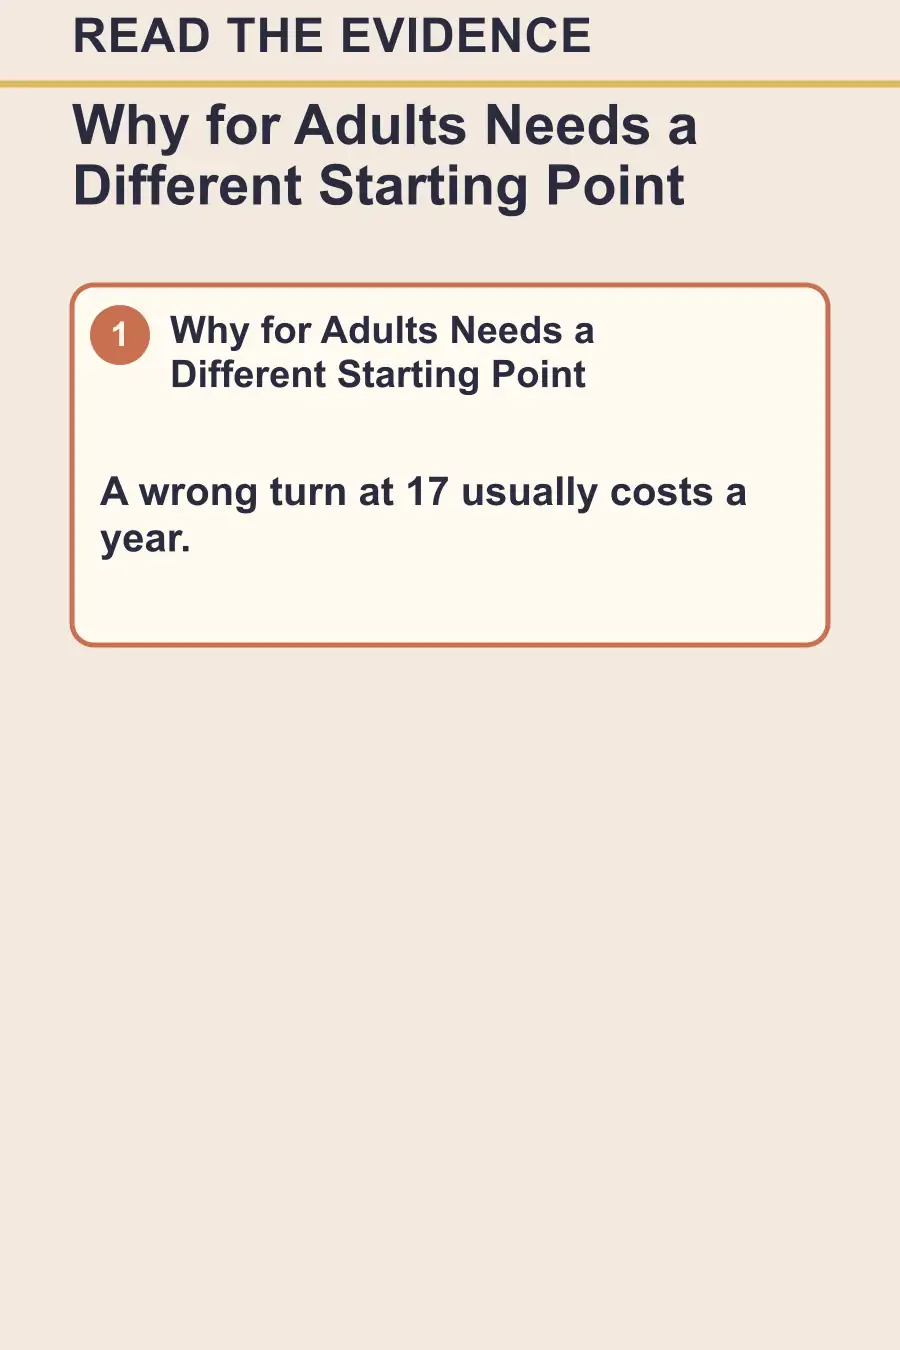 READ THE EVIDENCE
Why for Adults Needs a
Different Starting Point
1
Why for Adults Needs a
Different Starting Point
A wrong turn at 17 usually costs a
year.